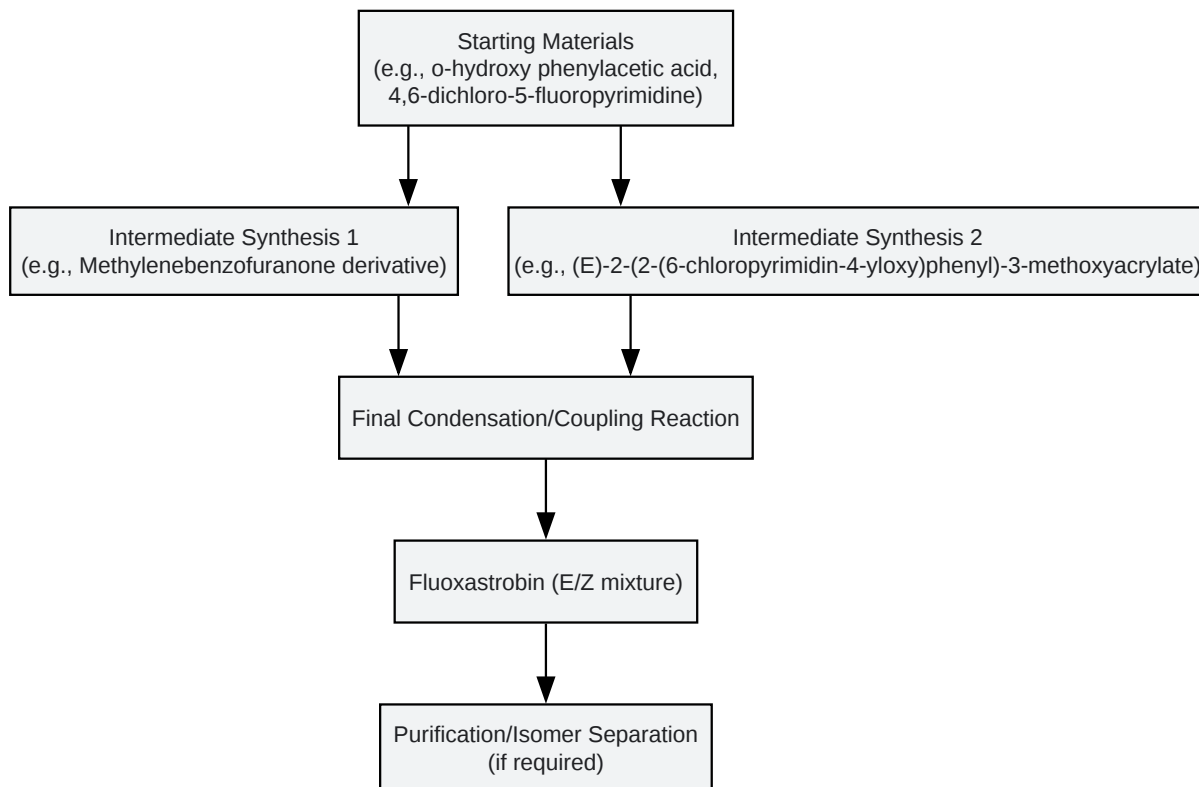 Starting Materials
(e.g., o-hydroxy phenylacetic acid,
4,6-dichloro-5-fluoropyrimidine)
Intermediate Synthesis 1
(e.g., Methylenebenzofuranone derivative)
Intermediate Synthesis 2
(e.g., (E)-2-(2-(6-chloropyrimidin-4-yloxy)phenyl)-3-methoxyacrylate)
Final Condensation/Coupling Reaction
Fluoxastrobin (E/Z mixture)
Purification/Isomer Separation
(if required)